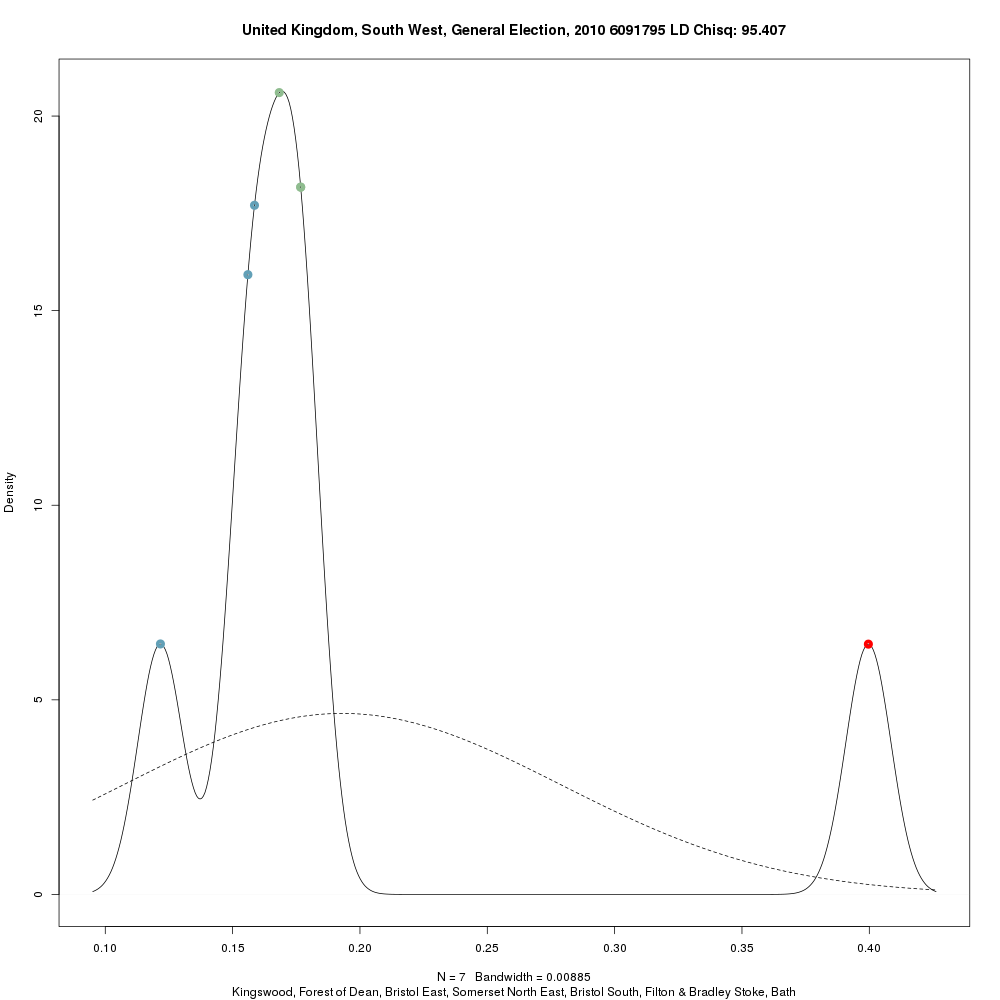 United Kingdom, South West, General Election, 2010 6091795 LD Chisq: 95.407
Density
20
15
10
5
0
0.10 0.15 0.20 0.25 0.30 0.35 0.40
N = 7 Bandwidth = 0.00885
Kingswood, Forest of Dean, Bristol East, Somerset North East, Bristol South, Filton & Bradley Stoke, Bath